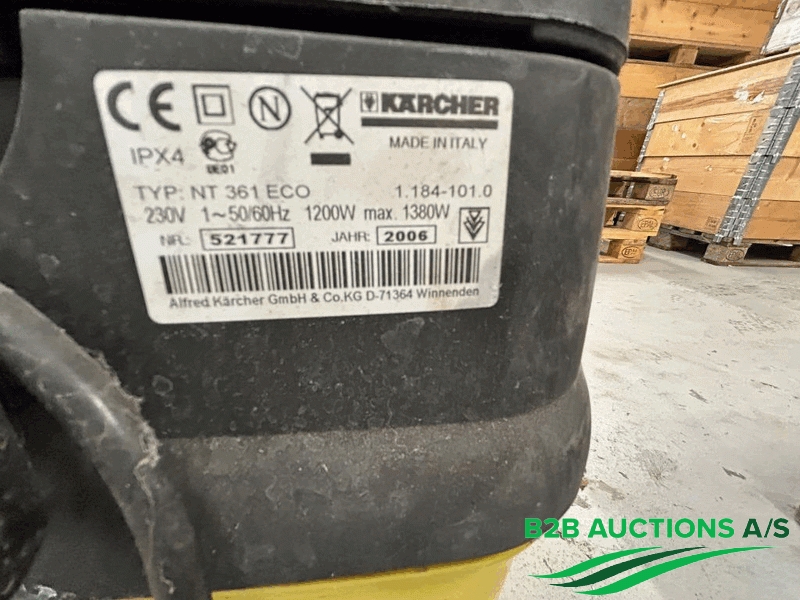 CE N KÄRCHER
MADE IN ITALY
IPX4
TYP: NT 361 ECO 1.184-101.0
230V 1~50/60Hz 1200W max. 1380W
NR.: 521777 JAHR: 2006
Alfred Kärcher GmbH & Co.KG D-71364 Winnenden
B2B AUCTIONS A/S